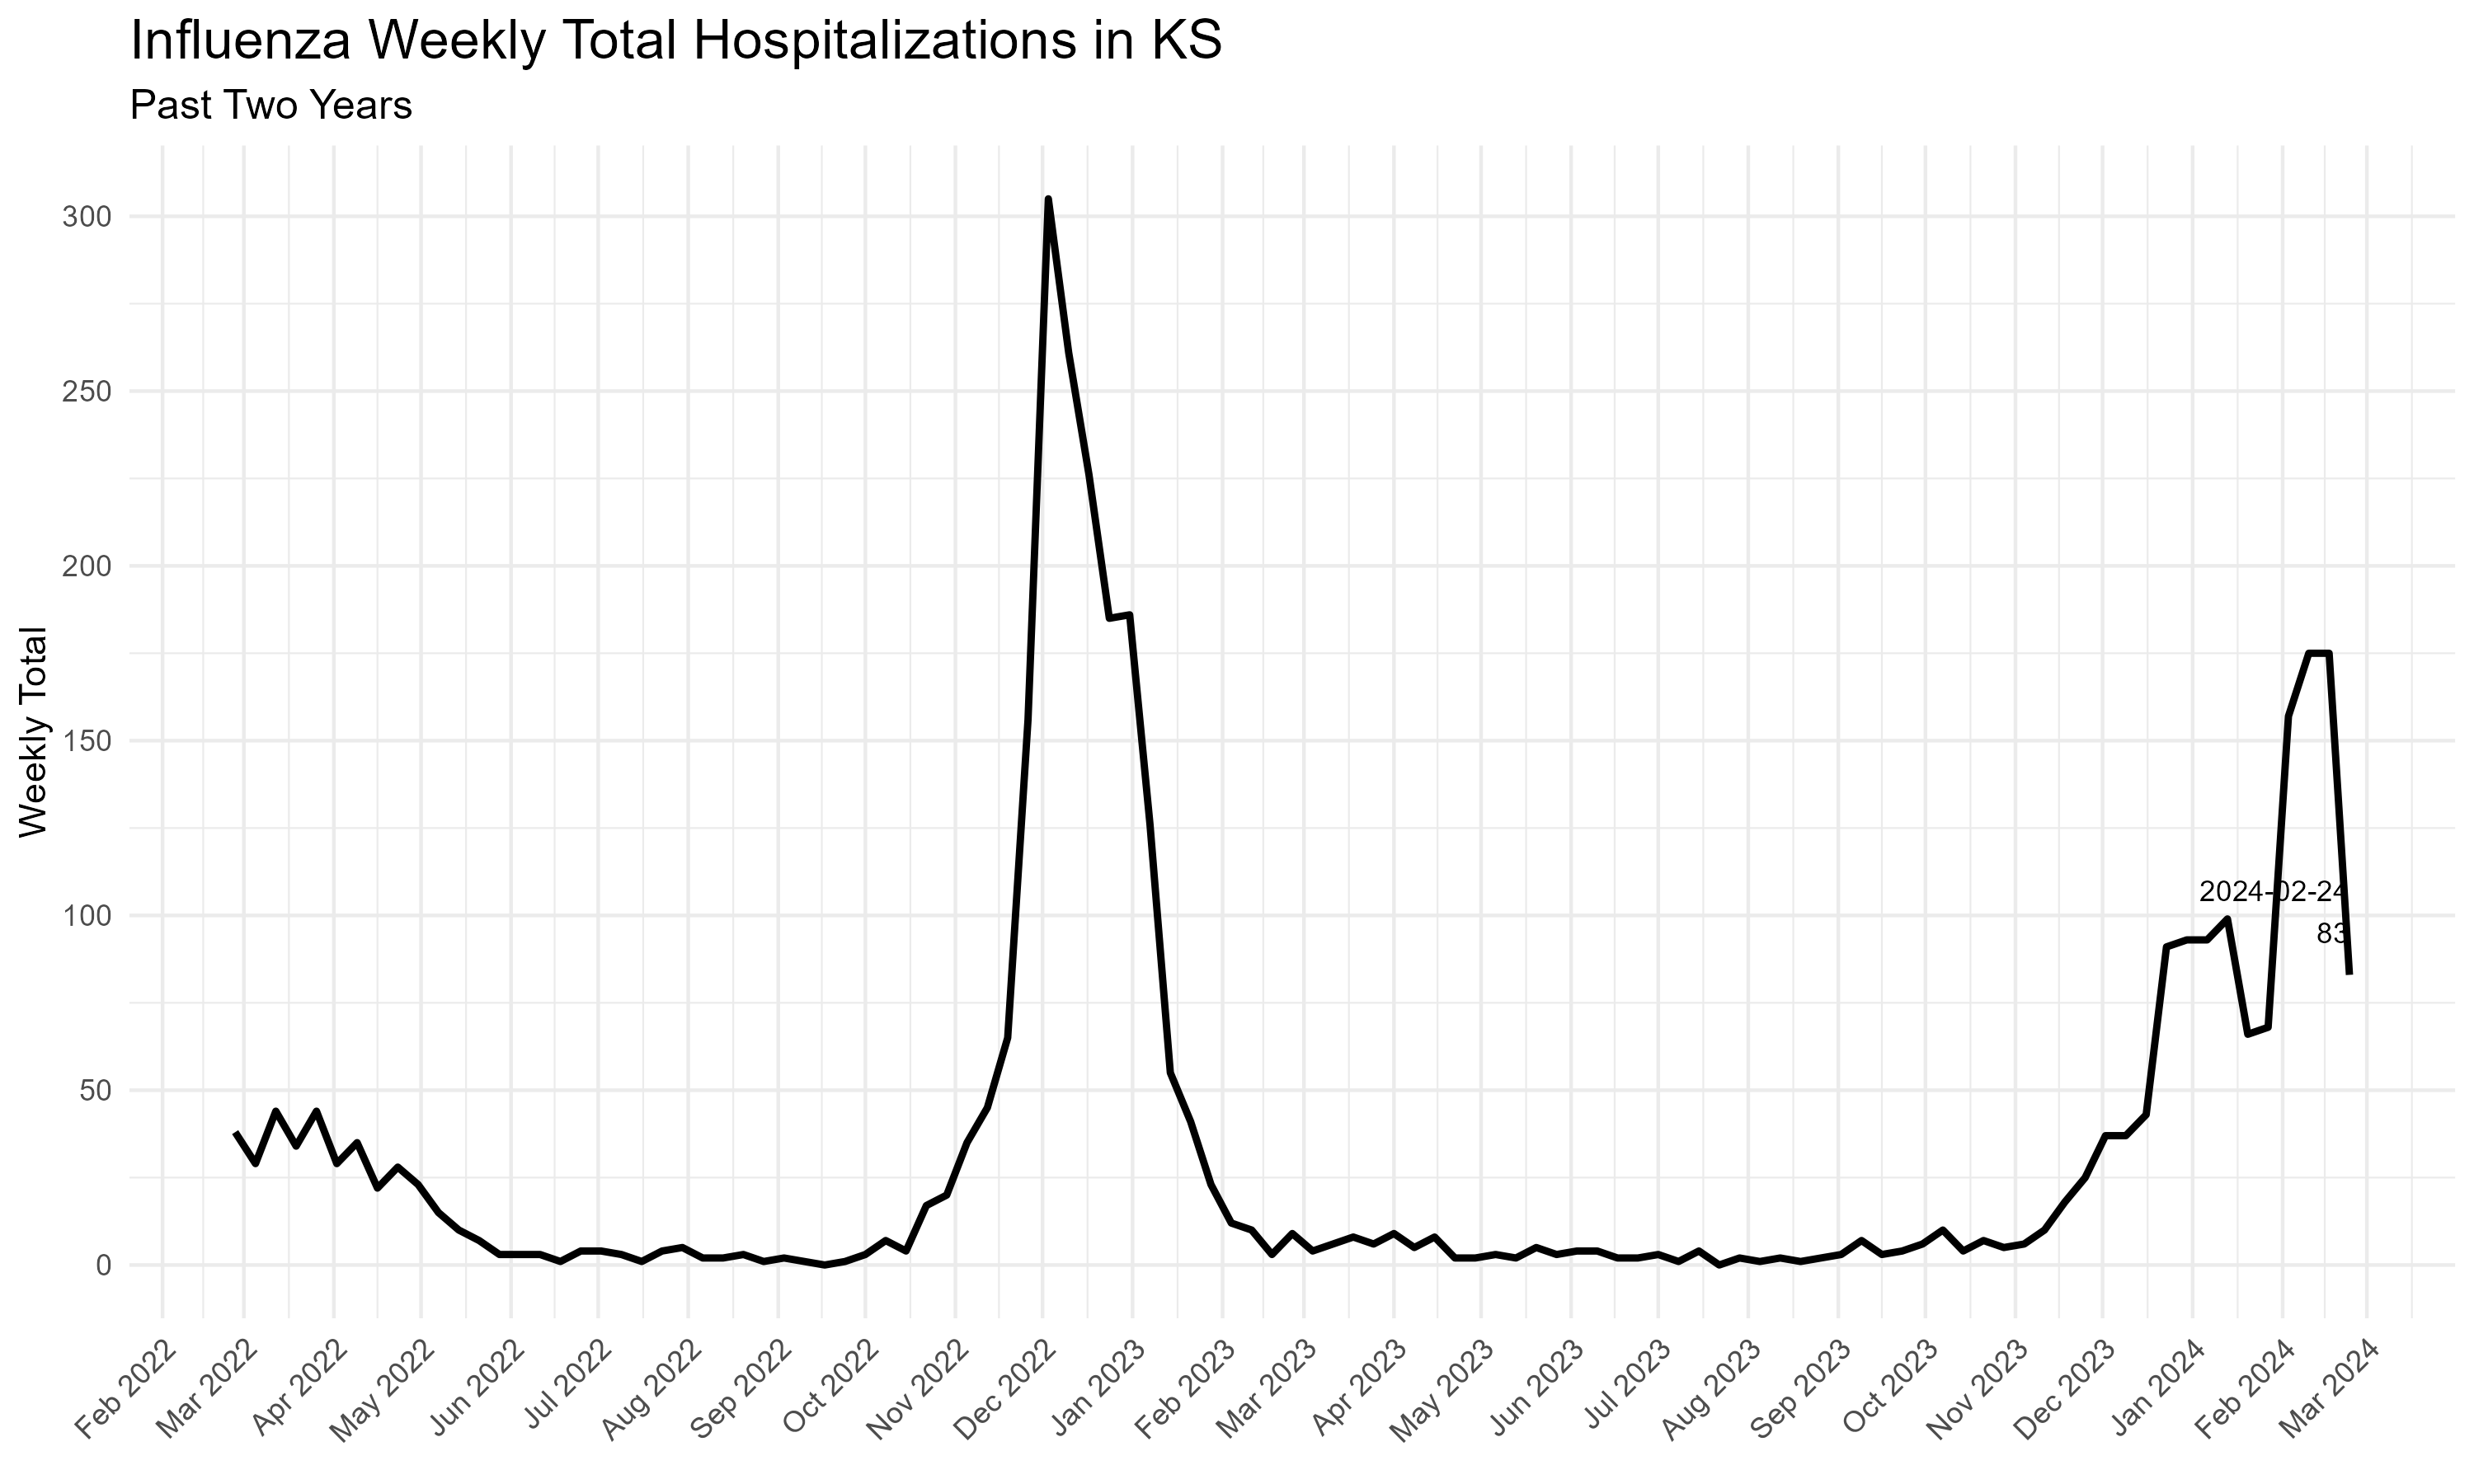 Influenza Weekly Total Hospitalizations in KS
Past Two Years
Weekly Total
300
250
200
150
100
50
0
2024-02-24
83
Feb 2022
Mar 2022
Apr 2022
May 2022
Jun 2022
Jul 2022
Aug 2022
Sep 2022
Oct 2022
Nov 2022
Dec 2022
Jan 2023
Feb 2023
Mar 2023
Apr 2023
May 2023
Jun 2023
Jul 2023
Aug 2023
Sep 2023
Oct 2023
Nov 2023
Dec 2023
Jan 2024
Feb 2024
Mar 2024